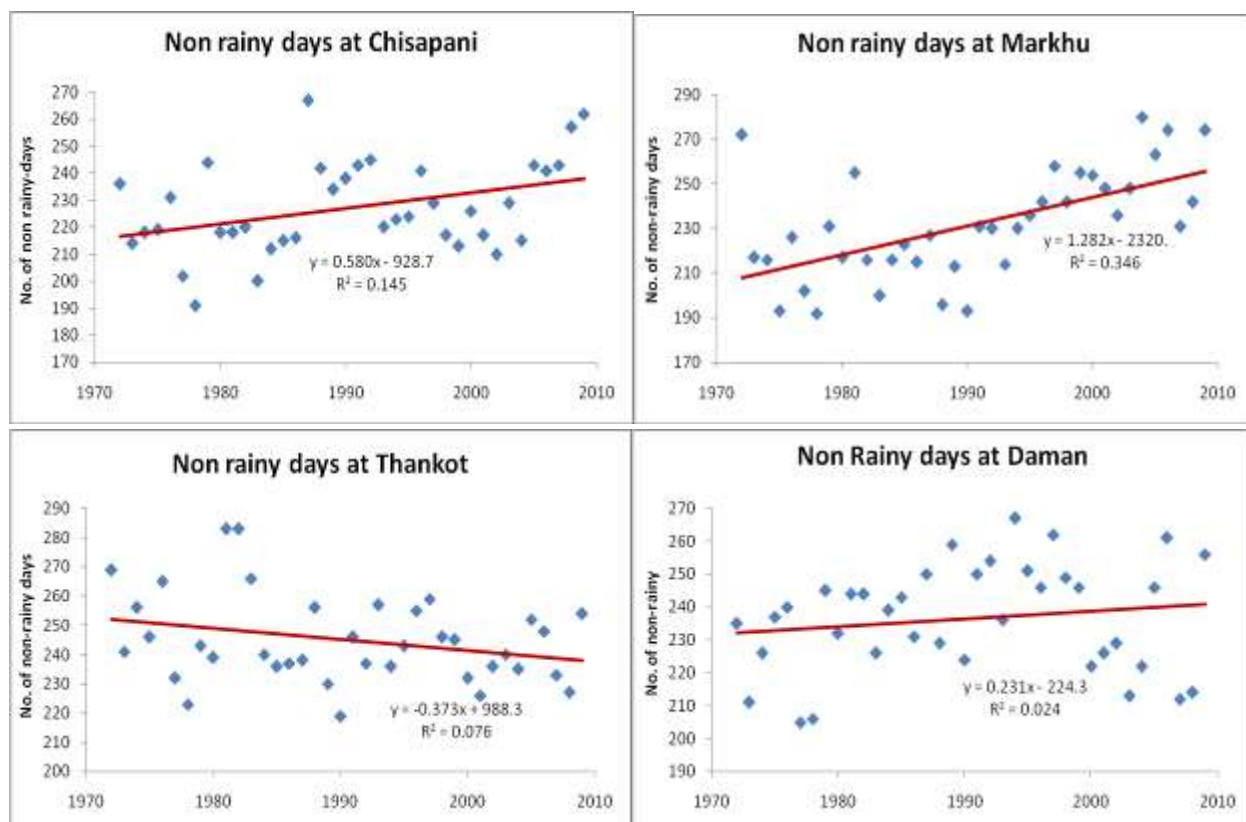 Non rainy days at Chisapani
No. of non rainy-days
270
260
250
240
230
220
210
200
190
180
170
y = 0.580x - 928.7
R² = 0.145
1970 1980 1990 2000 2010
Non rainy days at Markhu
No. of non-rainy days
290
270
250
230
210
190
170
y = 1.282x - 2320.
R² = 0.346
1970 1980 1990 2000 2010
Non rainy days at Thankot
No. of non-rainy days
290
280
270
260
250
240
230
220
210
200
y = -0.373x + 988.3
R² = 0.076
1970 1980 1990 2000 2010
Non Rainy days at Daman
No. of non-rainy
270
260
250
240
230
220
210
200
190
y = 0.231x - 224.3
R² = 0.024
1970 1980 1990 2000 2010